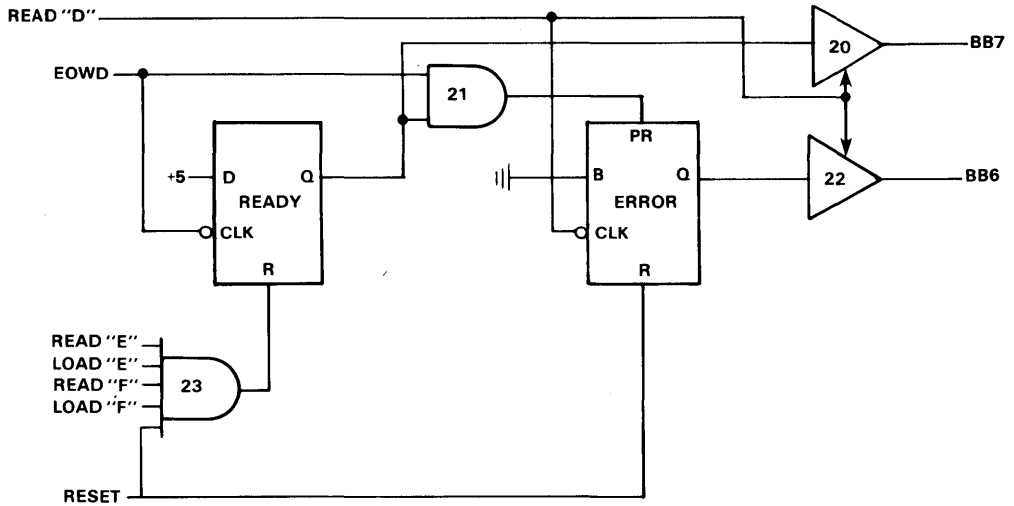 READ "D"
20
BB7
EOWD
21
PR
+5
D
Q
READY
CLK
R
B
Q
ERROR
CLK
R
22
BB6
READ "E"
LOAD "E"
READ "F"
LOAD "F"
23
RESET